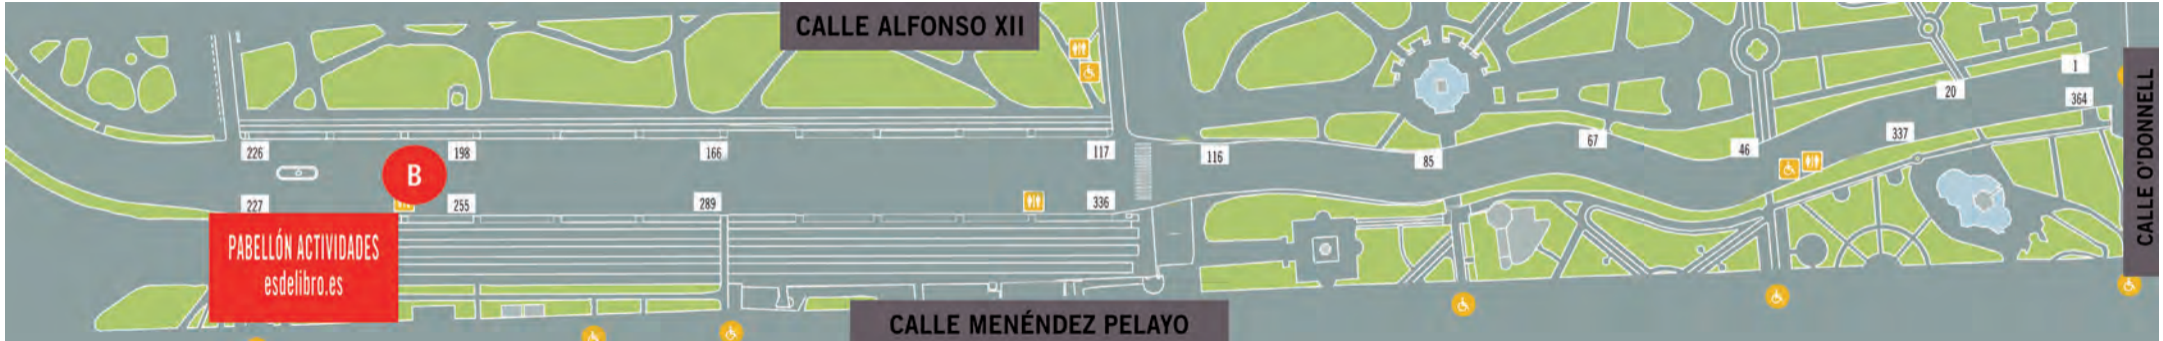 CALLE ALFONSO XII
1
20
364
337
67
46
85
116
117
166
198
226
B
227
255
289
336
PABELLÓN ACTIVIDADES
esdelibro.es
CALLE MENÉNDEZ PELAYO
CALLE O'DONNELL